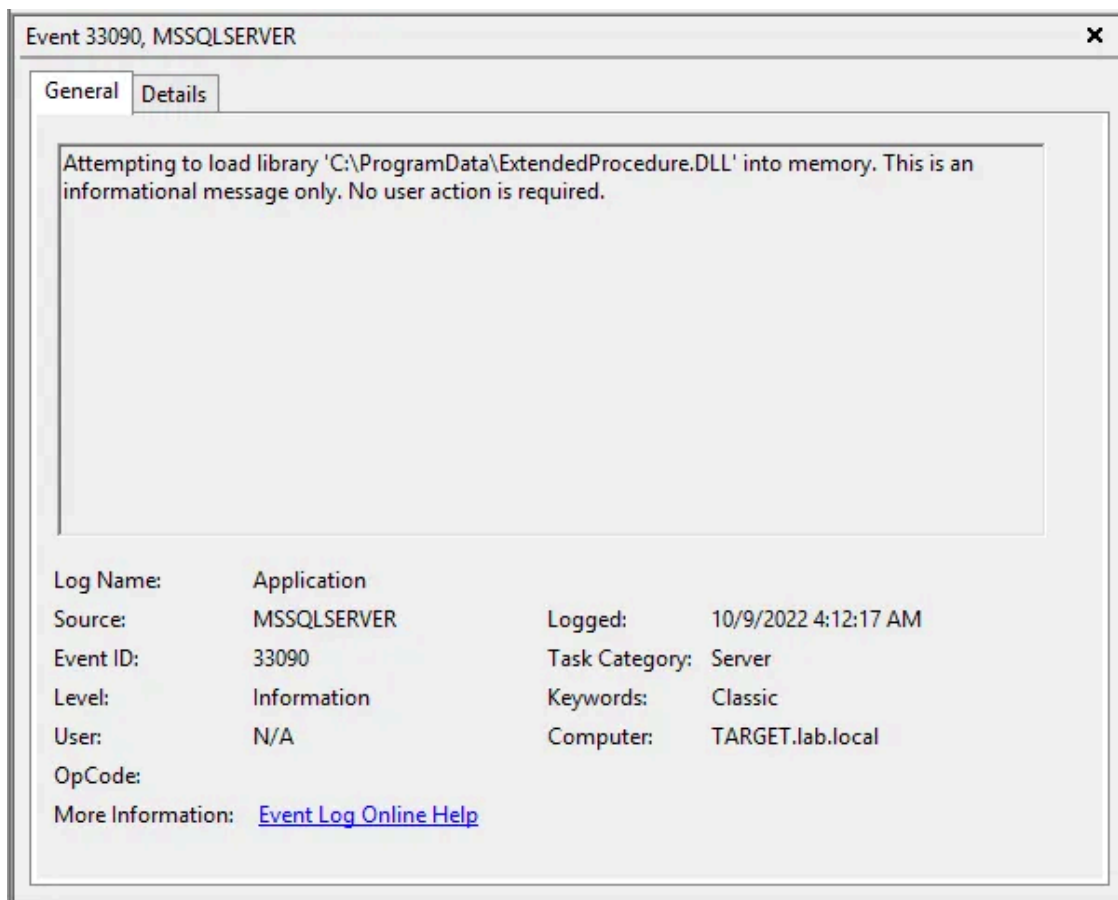 Event 33090, MSSQLSERVER
General Details
Attempting to load library 'C:\ProgramData\ExtendedProcedure.DLL' into memory. This is an
informational message only. No user action is required.
Log Name: Application
Source: MSSQLSERVER Logged: 10/9/2022 4:12:17 AM
Event ID: 33090 Task Category: Server
Level: Information Keywords: Classic
User: N/A Computer: TARGET.lab.local
OpCode:
More Information: Event Log Online Help